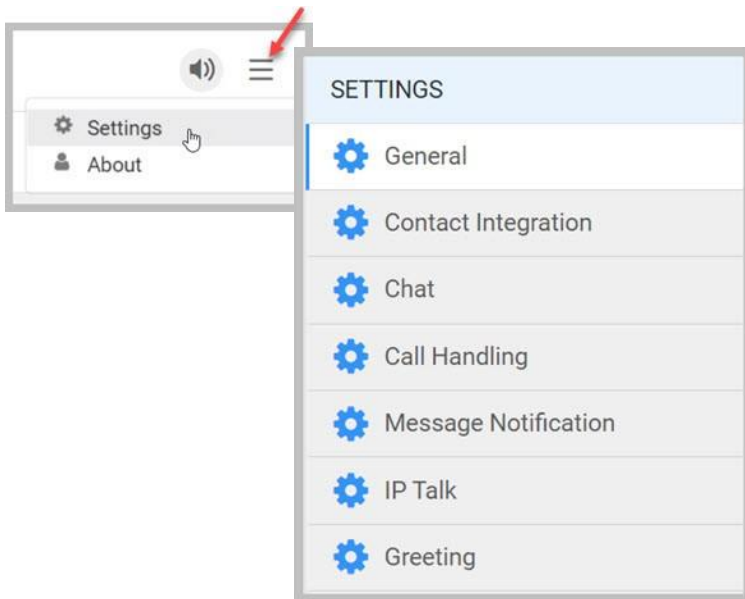 Settings
About
SETTINGS
General
Contact Integration
Chat
Call Handling
Message Notification
IP Talk
Greeting